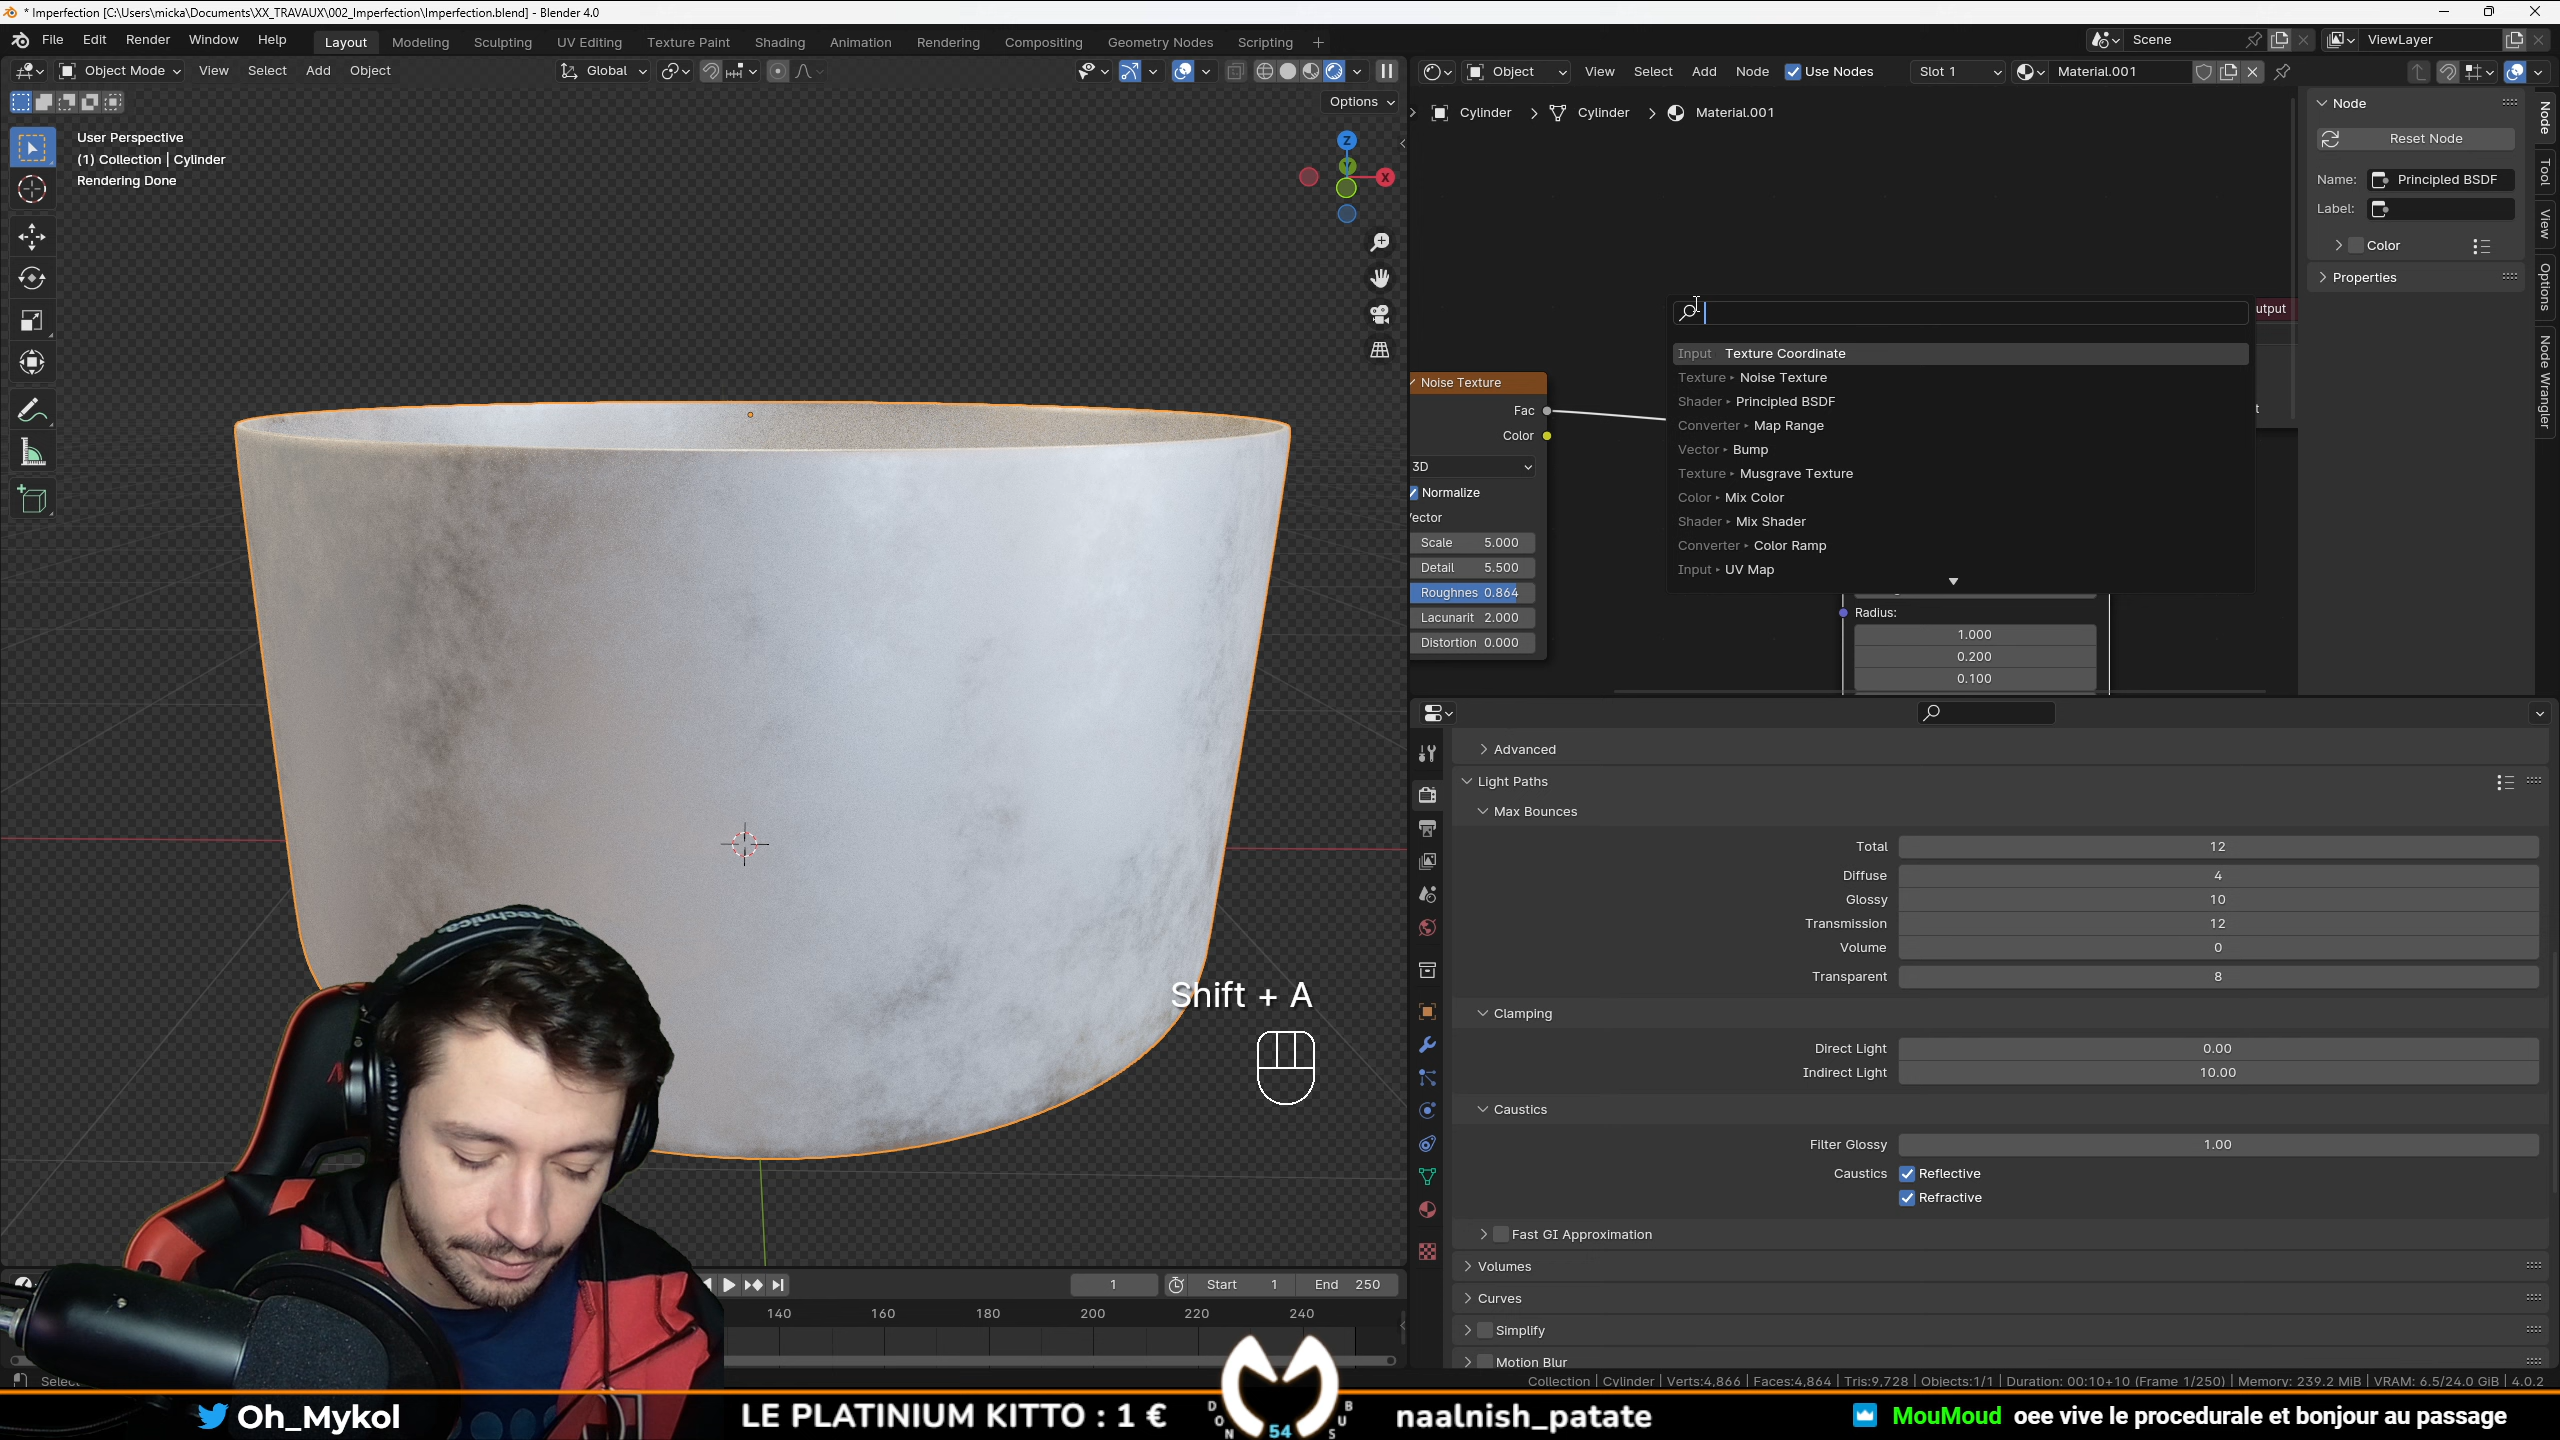 * Imperfection [C:\Users\micka\Documents\XX_TRAVAUX\002_Imperfection\Imperfection.blend] - Blender 4.0
File Edit Render Window Help Layout Modeling Sculpting UV Editing Texture Paint Shading Animation Rendering Compositing Geometry Nodes Scripting + Scene ViewLayer
Object Mode View Select Add Object Global
Object View Select Add Node Use Nodes Slot 1 Material.001
Options
Cylinder > Cylinder > Material.001
User Perspective
(1) Collection | Cylinder
Rendering Done
Z
Y
X
Node
Reset Node
Name: Principled BSDF
Label:
Color
Properties
Node
Tool
View
Options
Node Wrangler
utput
Input Texture Coordinate
Texture ▸ Noise Texture
Shader ▸ Principled BSDF
Converter ▸ Map Range
Vector ▸ Bump
Texture ▸ Musgrave Texture
Color ▸ Mix Color
Shader ▸ Mix Shader
Converter ▸ Color Ramp
Input ▸ UV Map
Noise Texture
Fac
Color
3D
Normalize
Vector
Scale 5.000
Detail 5.500
Roughnes 0.864
Lacunarit 2.000
Distortion 0.000
Radius:
1.000
0.200
0.100
Advanced
Light Paths
Max Bounces
Total 12
Diffuse 4
Glossy 10
Transmission 12
Volume 0
Transparent 8
Clamping
Direct Light 0.00
Indirect Light 10.00
Caustics
Filter Glossy 1.00
Caustics Reflective
Refractive
Fast GI Approximation
Volumes
Curves
Simplify
Motion Blur
Shift + A
1 Start 1 End 250
140 160 180 200 220 240
Select
Collection | Cylinder | Verts:4,866 | Faces:4,864 | Tris:9,728 | Objects:1/1 | Duration: 00:10+10 (Frame 1/250) | Memory: 239.2 MiB | VRAM: 6.5/24.0 GiB | 4.0.2
Oh_Mykol
LE PLATINIUM KITTO : 1 €
DON
54
SUB
naalnish_patate
MouMoud oee vive le procedurale et bonjour au passage